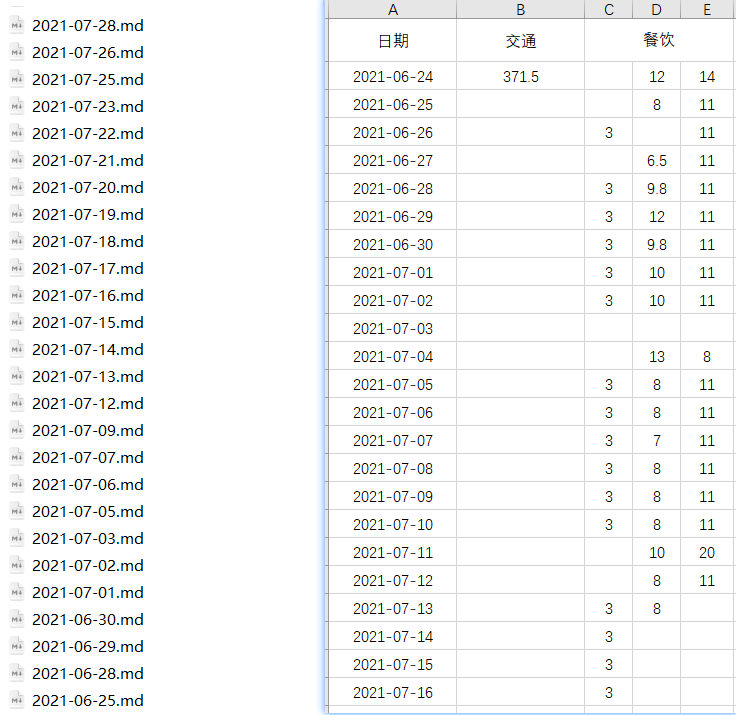 2021-07-28.md
2021-07-26.md
2021-07-25.md
2021-07-23.md
2021-07-22.md
2021-07-21.md
2021-07-20.md
2021-07-19.md
2021-07-18.md
2021-07-17.md
2021-07-16.md
2021-07-15.md
2021-07-14.md
2021-07-13.md
2021-07-12.md
2021-07-09.md
2021-07-07.md
2021-07-06.md
2021-07-05.md
2021-07-03.md
2021-07-02.md
2021-07-01.md
2021-06-30.md
2021-06-29.md
2021-06-28.md
2021-06-25.md
A B C D E
日期 交通 餐饮
2021-06-24 371.5 12 14
2021-06-25 8 11
2021-06-26 3 11
2021-06-27 6.5 11
2021-06-28 3 9.8 11
2021-06-29 3 12 11
2021-06-30 3 9.8 11
2021-07-01 3 10 11
2021-07-02 3 10 11
2021-07-03
2021-07-04 13 8
2021-07-05 3 8 11
2021-07-06 3 8 11
2021-07-07 3 7 11
2021-07-08 3 8 11
2021-07-09 3 8 11
2021-07-10 3 8 11
2021-07-11 10 20
2021-07-12 8 11
2021-07-13 3 8
2021-07-14 3
2021-07-15 3
2021-07-16 3